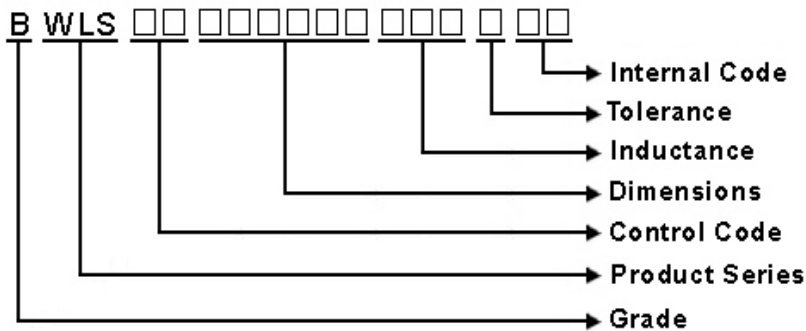 B WLS □□ □□□□□□ □□□ □ □□
Internal Code
Tolerance
Inductance
Dimensions
Control Code
Product Series
Grade